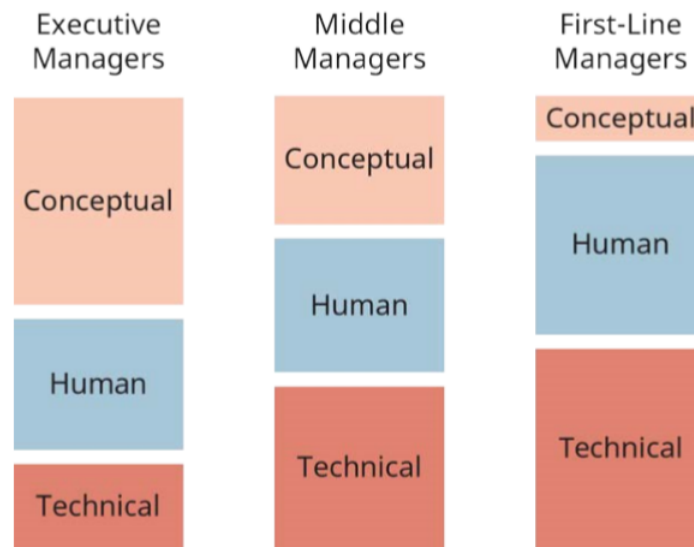 Executive
Managers
Middle
Managers
First-Line
Managers
Conceptual
Human
Technical
Conceptual
Human
Technical
Conceptual
Human
Technical